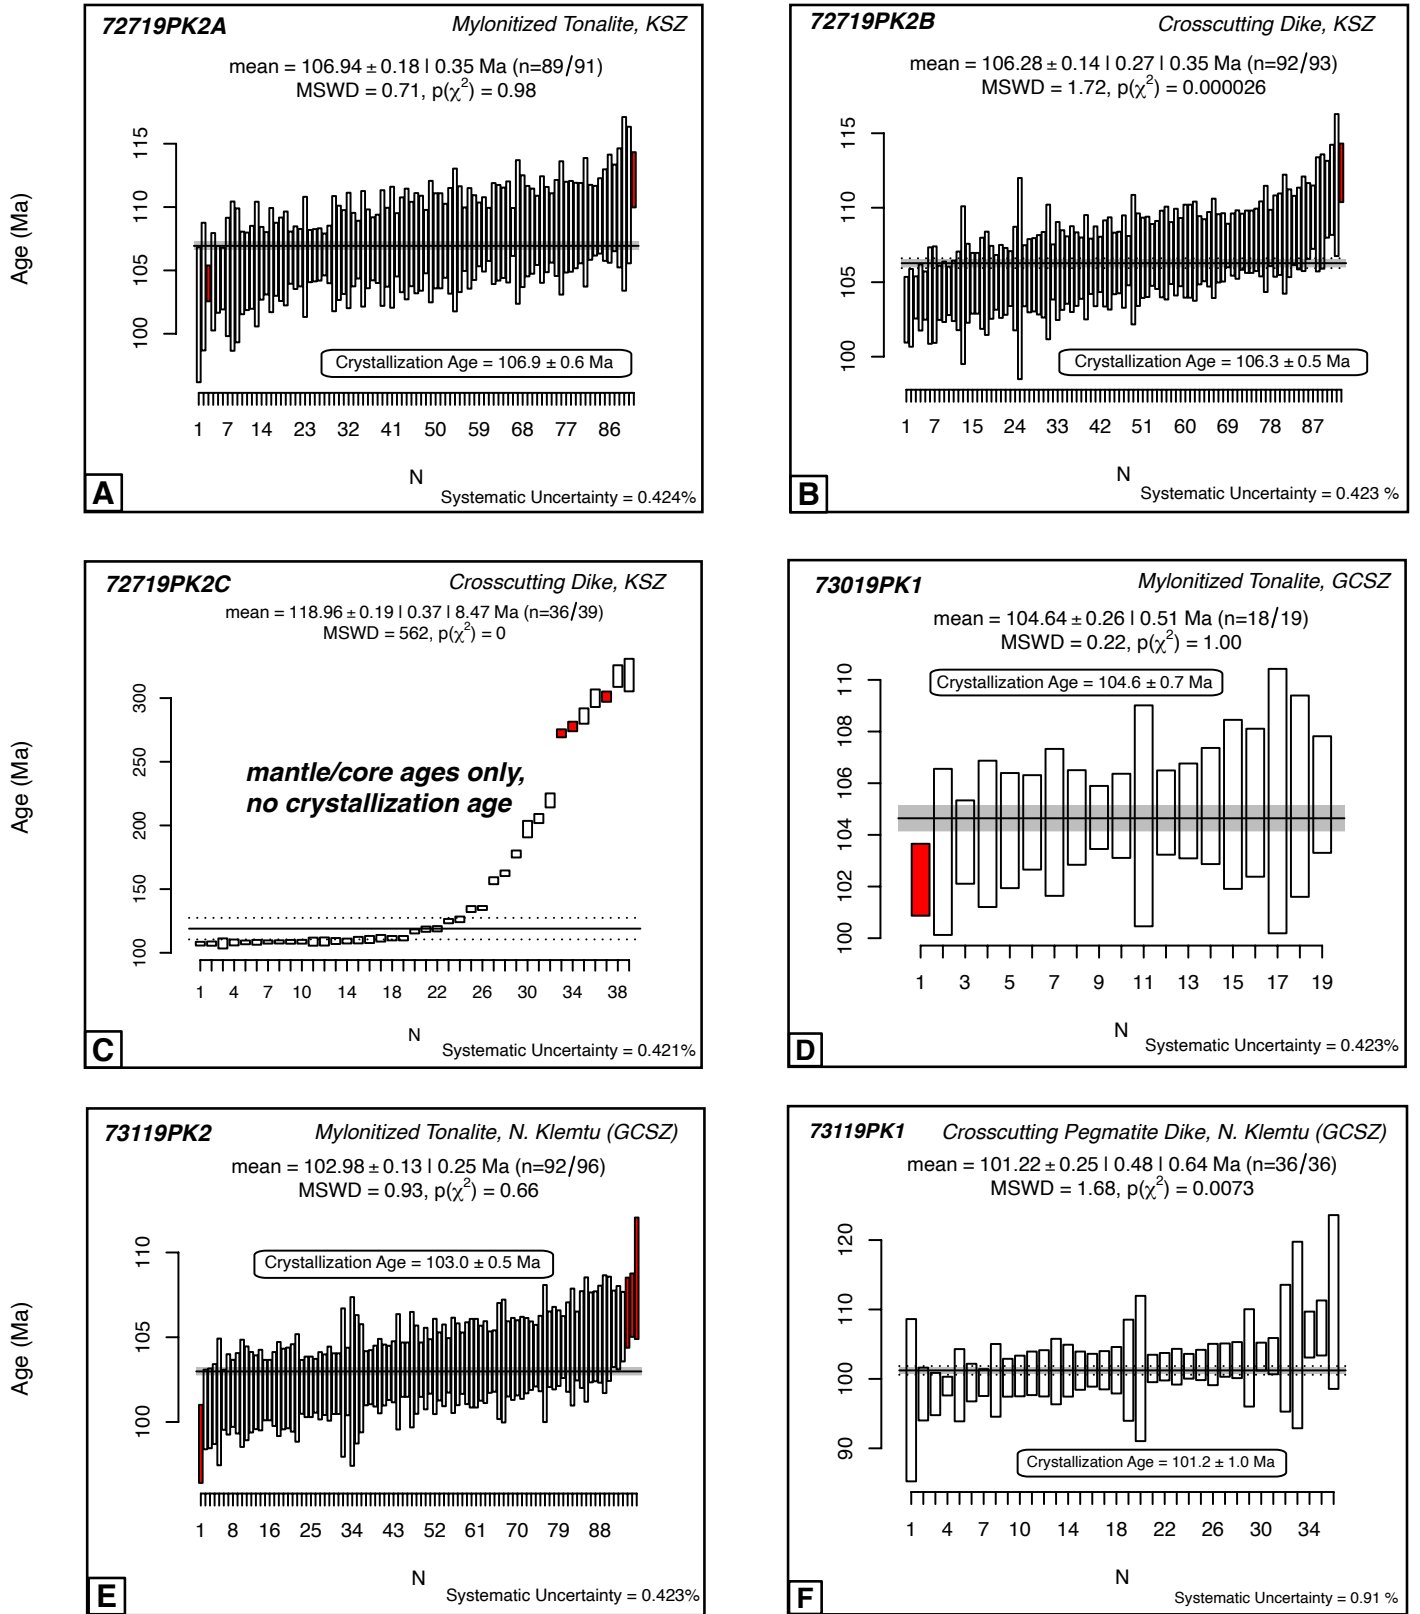 72719PK2A Mylonitized Tonalite, KSZ
mean = 106.94 ± 0.18 | 0.35 Ma (n=89/91)
MSWD = 0.71, p(χ²) = 0.98
Age (Ma)
115
110
105
100
Crystallization Age = 106.9 ± 0.6 Ma
1 7 14 23 32 41 50 59 68 77 86
N
A
Systematic Uncertainty = 0.424%
72719PK2B Crosscutting Dike, KSZ
mean = 106.28 ± 0.14 | 0.27 | 0.35 Ma (n=92/93)
MSWD = 1.72, p(χ²) = 0.000026
115
110
105
100
Crystallization Age = 106.3 ± 0.5 Ma
1 7 15 24 33 42 51 60 69 78 87
N
B
Systematic Uncertainty = 0.423 %
72719PK2C Crosscutting Dike, KSZ
mean = 118.96 ± 0.19 | 0.37 | 8.47 Ma (n=36/39)
MSWD = 562, p(χ²) = 0
Age (Ma)
300
250
200
150
100
mantle/core ages only,
no crystallization age
1 4 7 10 14 18 22 26 30 34 38
N
C
Systematic Uncertainty = 0.421%
73019PK1 Mylonitized Tonalite, GCSZ
mean = 104.64 ± 0.26 | 0.51 Ma (n=18/19)
MSWD = 0.22, p(χ²) = 1.00
Crystallization Age = 104.6 ± 0.7 Ma
110
108
106
104
102
100
1 3 5 7 9 11 13 15 17 19
N
D
Systematic Uncertainty = 0.423%
73119PK2 Mylonitized Tonalite, N. Klemtu (GCSZ)
mean = 102.98 ± 0.13 | 0.25 Ma (n=92/96)
MSWD = 0.93, p(χ²) = 0.66
Crystallization Age = 103.0 ± 0.5 Ma
Age (Ma)
110
105
100
1 8 16 25 34 43 52 61 70 79 88
N
E
Systematic Uncertainty = 0.423%
73119PK1 Crosscutting Pegmatite Dike, N. Klemtu (GCSZ)
mean = 101.22 ± 0.25 | 0.48 | 0.64 Ma (n=36/36)
MSWD = 1.68, p(χ²) = 0.0073
120
110
100
90
Crystallization Age = 101.2 ± 1.0 Ma
1 4 7 10 14 18 22 26 30 34
N
F
Systematic Uncertainty = 0.91 %